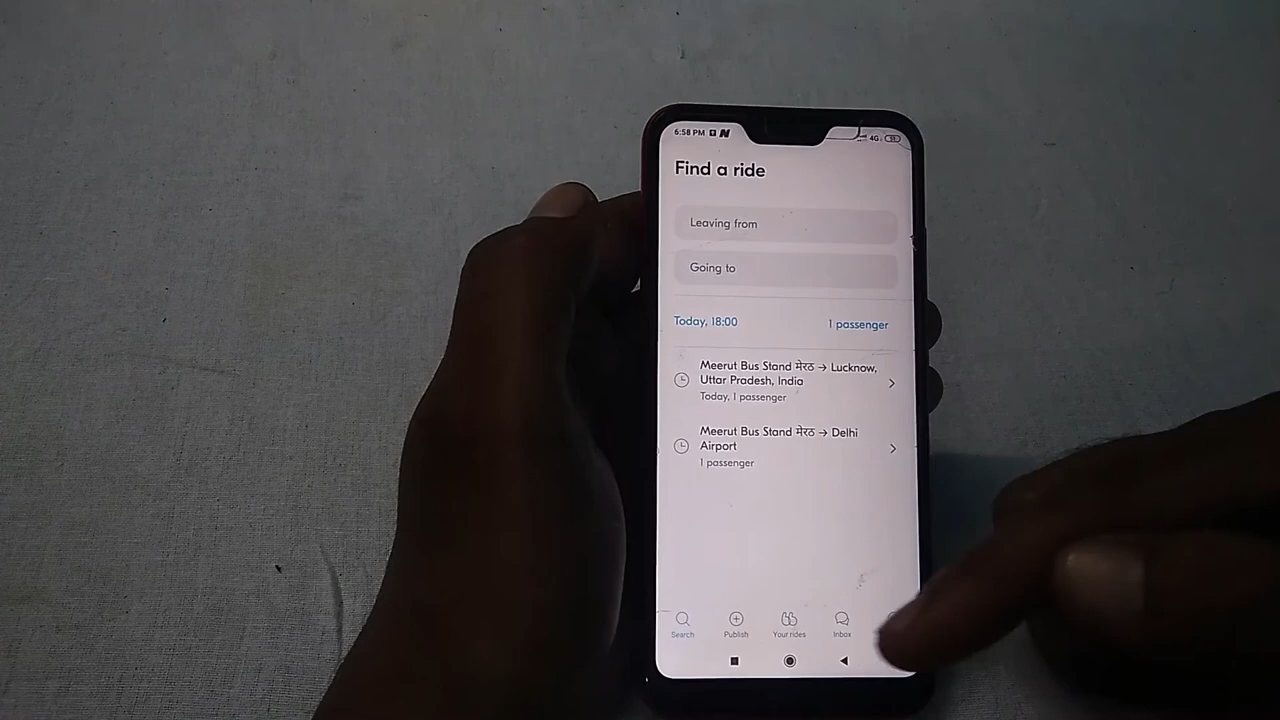 6:58 PM
4G
Find a ride
Leaving from
Going to
Today, 18:00
1 passenger
Meerut Bus Stand मेरठ → Lucknow,
Uttar Pradesh, India
Today, 1 passenger
Meerut Bus Stand मेरठ → Delhi
Airport
1 passenger
Search
Publish
Your rides
Inbox